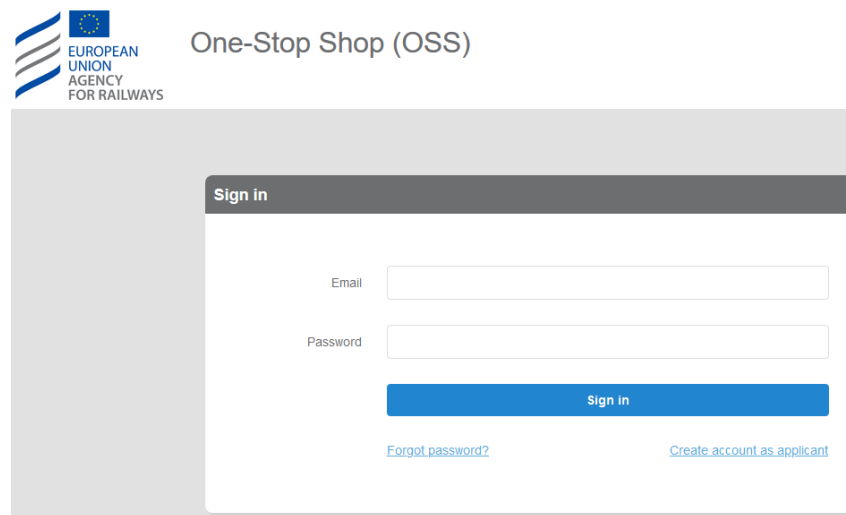 EUROPEAN
UNION
AGENCY
FOR RAILWAYS
One-Stop Shop (OSS)
Sign in
Email
Password
Sign in
Forgot password?
Create account as applicant